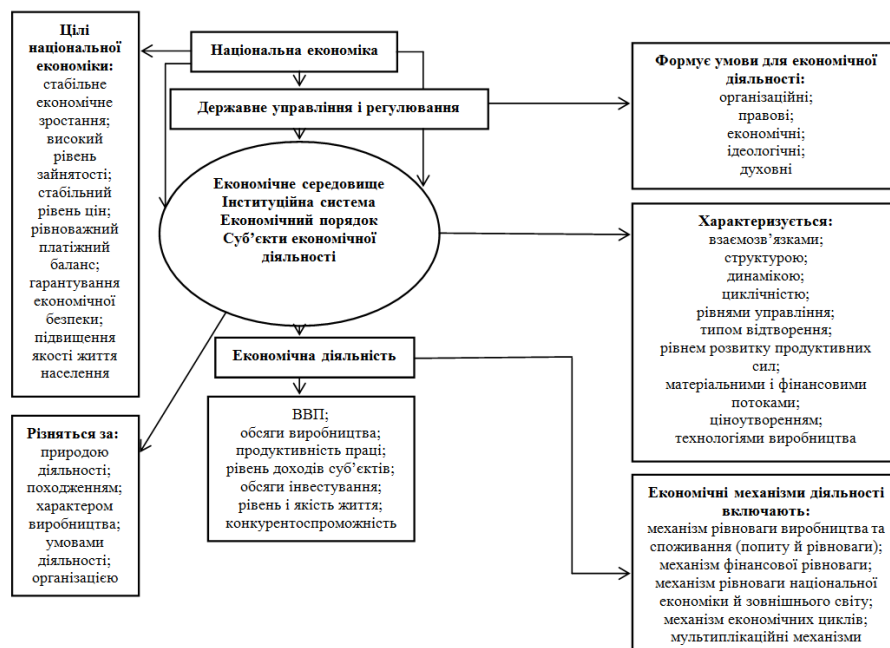 Цілі
національної
економіки:
стабільне
економічне
зростання;
високий
рівень
зайнятості;
стабільний
рівень цін;
рівноважний
платіжний
баланс;
гарантування
економічної
безпеки;
підвищення
якості життя
населення
Національна економіка
Державне управління і регулювання
Формує умови для економічної
діяльності:
організаційні;
правові;
економічні;
ідеологічні;
духовні
Економічне середовище
Інституційна система
Економічний порядок
Суб’єкти економічної
діяльності
Характеризується:
взаємозв’язками;
структурою;
динамікою;
циклічністю;
рівнями управління;
типом відтворення;
рівнем розвитку продуктивних
сил;
матеріальними і фінансовими
потоками;
ціноутворенням;
технологіями виробництва
Економічна діяльність
Різняться за:
природою
діяльності;
походженням;
характером
виробництва;
умовами
діяльності;
організацією
ВВП;
обсяги виробництва;
продуктивність праці;
рівень доходів суб’єктів;
обсяги інвестування;
рівень і якість життя;
конкурентоспроможність
Економічні механізми діяльності
включають:
механізм рівноваги виробництва та
споживання (попиту й рівноваги);
механізм фінансової рівноваги;
механізм рівноваги національної
економіки й зовнішнього світу;
механізм економічних циклів;
мультиплікаційні механізми